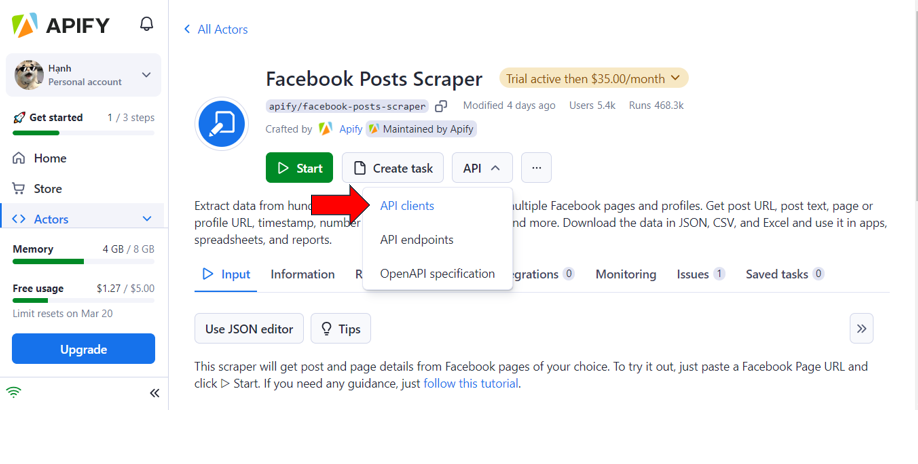 APIFY
Hạnh
Personal account
Get started 1 / 3 steps
Home
Store
Actors
Memory 4 GB / 8 GB
Free usage $1.27 / $5.00
Limit resets on Mar 20
Upgrade
All Actors
Facebook Posts Scraper Trial active then $35.00/month
apify/facebook-posts-scraper Modified 4 days ago Users 5.4k Runs 468.3k
Crafted by Apify Maintained by Apify
Start Create task API ...
API clients
API endpoints
OpenAPI specification
Extract data from multiple Facebook pages and profiles. Get post URL, post text, page or
profile URL, timestamp, number and more. Download the data in JSON, CSV, and Excel and use it in apps,
spreadsheets, and reports.
Input Information 0 Monitoring Issues 1 Saved tasks 0
Use JSON editor Tips
This scraper will get post and page details from Facebook pages of your choice. To try it out, just paste a Facebook Page URL and
click ▷ Start. If you need any guidance, just follow this tutorial.